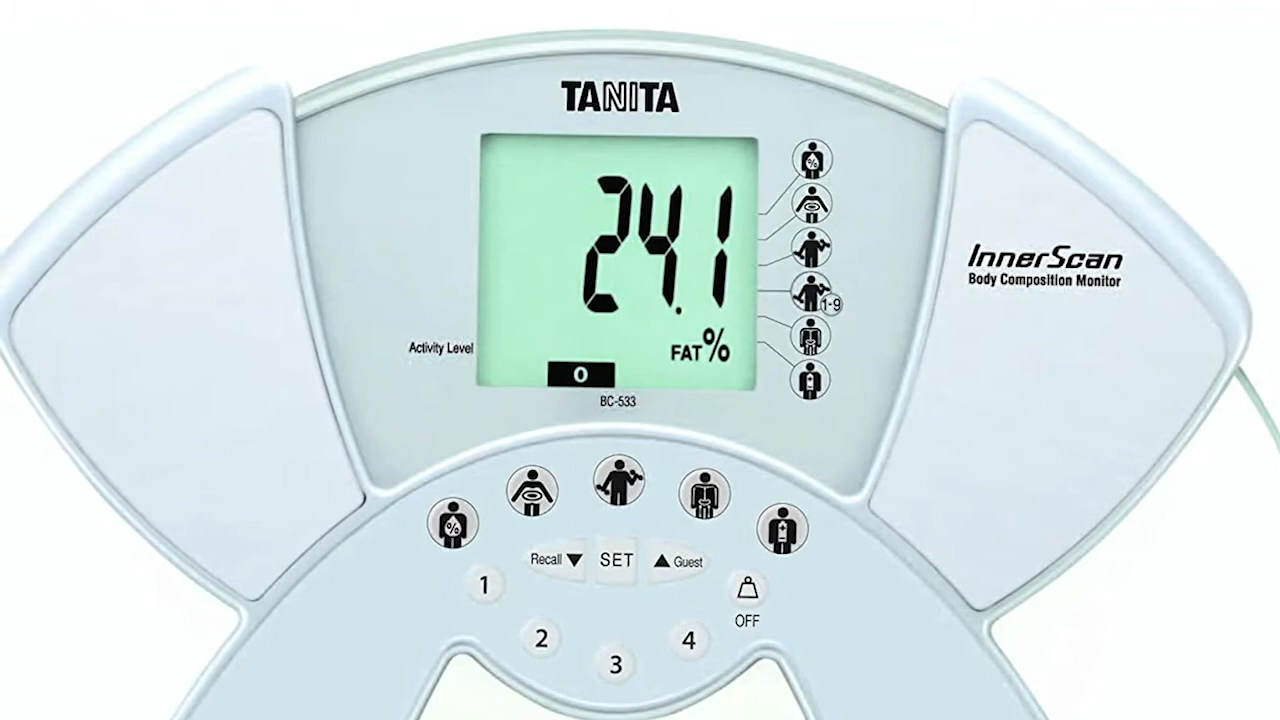 TANITA
24.1
FAT%
Activity Level
0
BC-533
InnerScan
Body Composition Monitor
%
1-9
%
Recall ▼ SET ▲ Guest
1
OFF
2
4
3